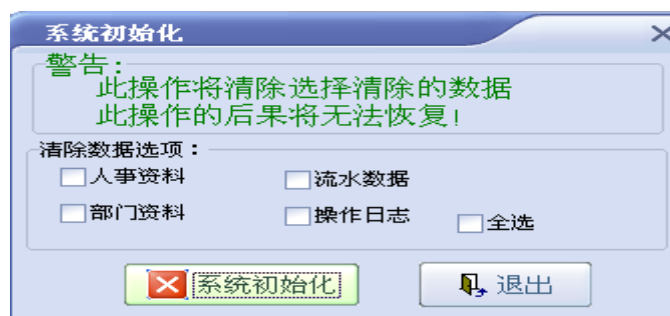 系统初始化
警告:
此操作将清除选择清除的数据
此操作的后果将无法恢复!
清除数据选项:
人事资料 流水数据
部门资料 操作日志 全选
系统初始化 退出